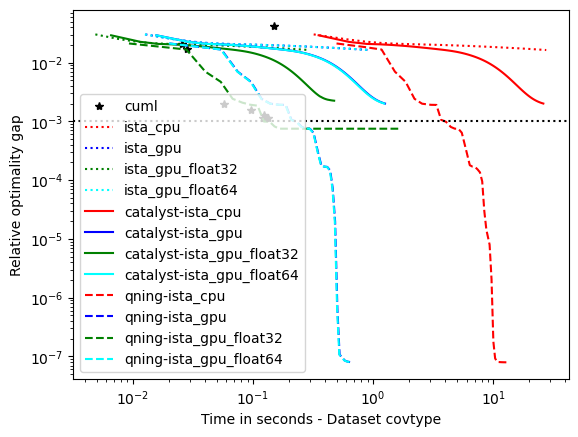 Relative optimality gap
10⁻²
10⁻³
10⁻⁴
10⁻⁵
10⁻⁶
10⁻⁷
cuml
ista_cpu
ista_gpu
ista_gpu_float32
ista_gpu_float64
catalyst-ista_cpu
catalyst-ista_gpu
catalyst-ista_gpu_float32
catalyst-ista_gpu_float64
qning-ista_cpu
qning-ista_gpu
qning-ista_gpu_float32
qning-ista_gpu_float64
10⁻² 10⁻¹ 10⁰ 10¹
Time in seconds - Dataset covtype